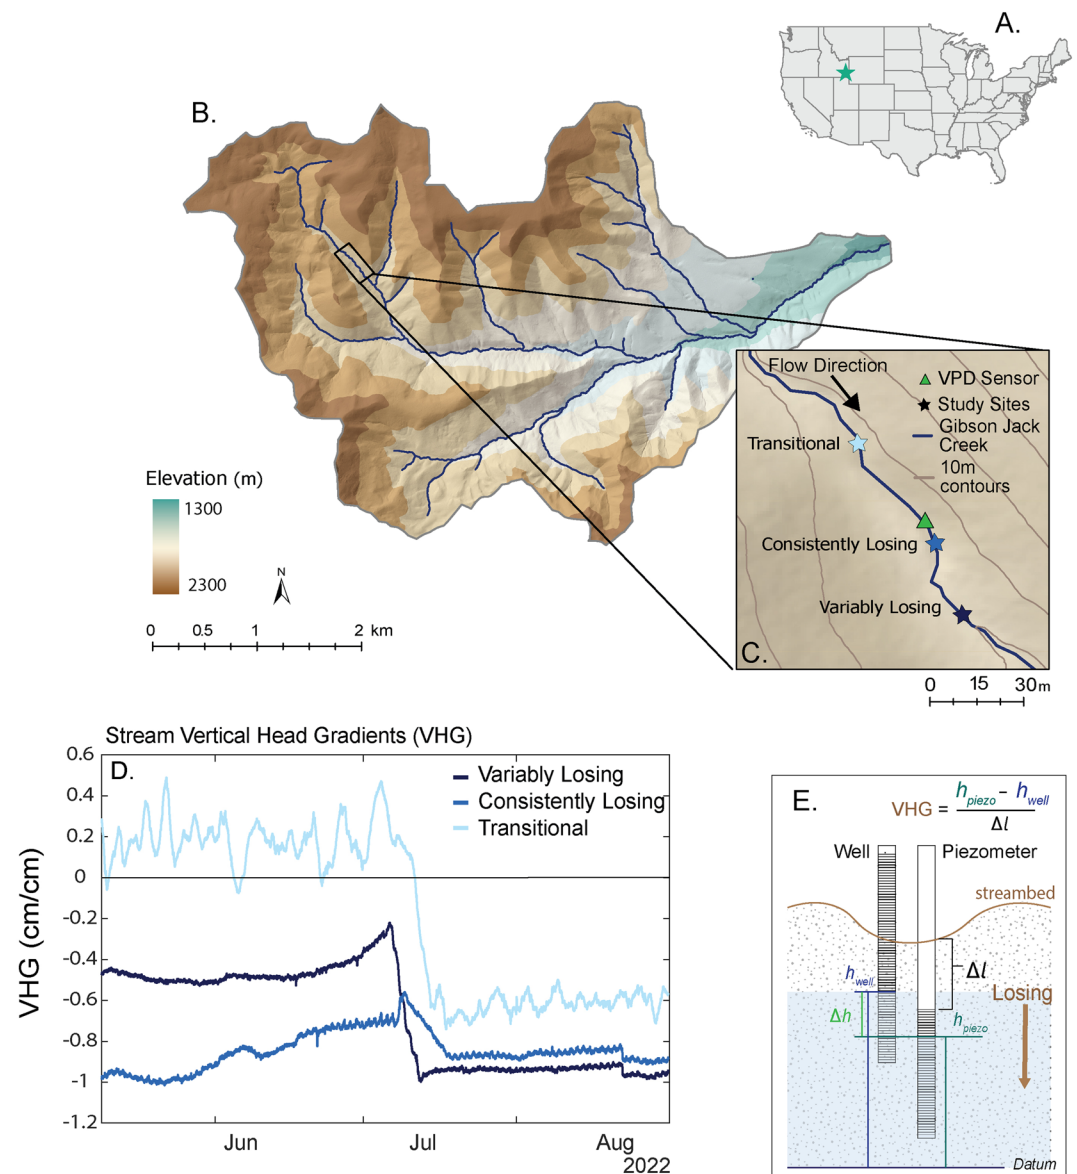 A.
B.
Elevation (m)
1300
2300
N
0 0.5 1 2 km
Flow Direction
VPD Sensor
Study Sites
Gibson Jack
Creek
10m
contours
Transitional
Consistently Losing
Variably Losing
C.
0 15 30 m
Stream Vertical Head Gradients (VHG)
D.
Variably Losing
Consistently Losing
Transitional
VHG (cm/cm)
0.6
0.4
0.2
0
-0.2
-0.4
-0.6
-0.8
-1
-1.2
Jun Jul Aug
2022
E.
VHG = h_piezo – h_well
Δl
Well Piezometer
streambed
Δl
h_well
Losing
Δh
h_piezo
Datum